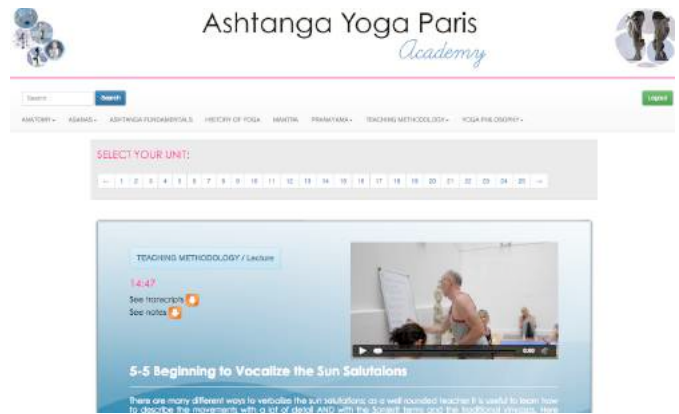 Ashtanga Yoga Paris
Academy
Search
Search
Logout
ANATOMY ASANAS ASHTANGA FUNDAMENTALS HISTORY OF YOGA MANTRA PRANAYAMA TEACHING METHODOLOGY YOGA PHILOSOPHY
SELECT YOUR UNIT:
← 1 2 3 4 5 6 7 8 9 10 11 12 13 14 15 16 17 18 19 20 21 22 23 24 25 →
TEACHING METHODOLOGY / Lecture
14:47
See transcripts
See notes
5-5 Beginning to Vocalize the Sun Salutaions
There are many different ways to verbalize the sun salutations; as a well rounded teacher it is useful to learn how
to describe the movements with a lot of detail AND with the Sanskrit terms and the traditional vinyasas. Here